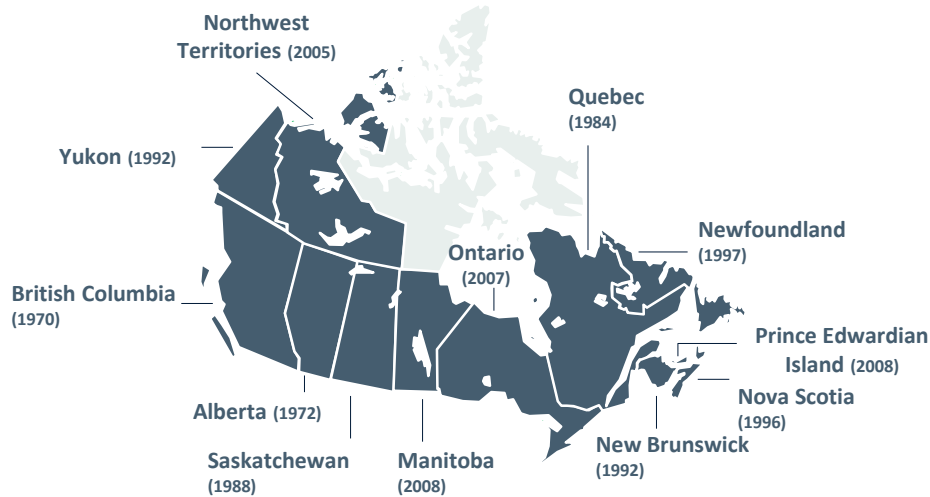 Northwest
Territories (2005)
Quebec
(1984)
Yukon (1992)
Newfoundland
(1997)
Ontario
(2007)
British Columbia
(1970)
Prince Edwardian
Island (2008)
Nova Scotia
(1996)
Alberta (1972)
New Brunswick
(1992)
Saskatchewan
(1988)
Manitoba
(2008)